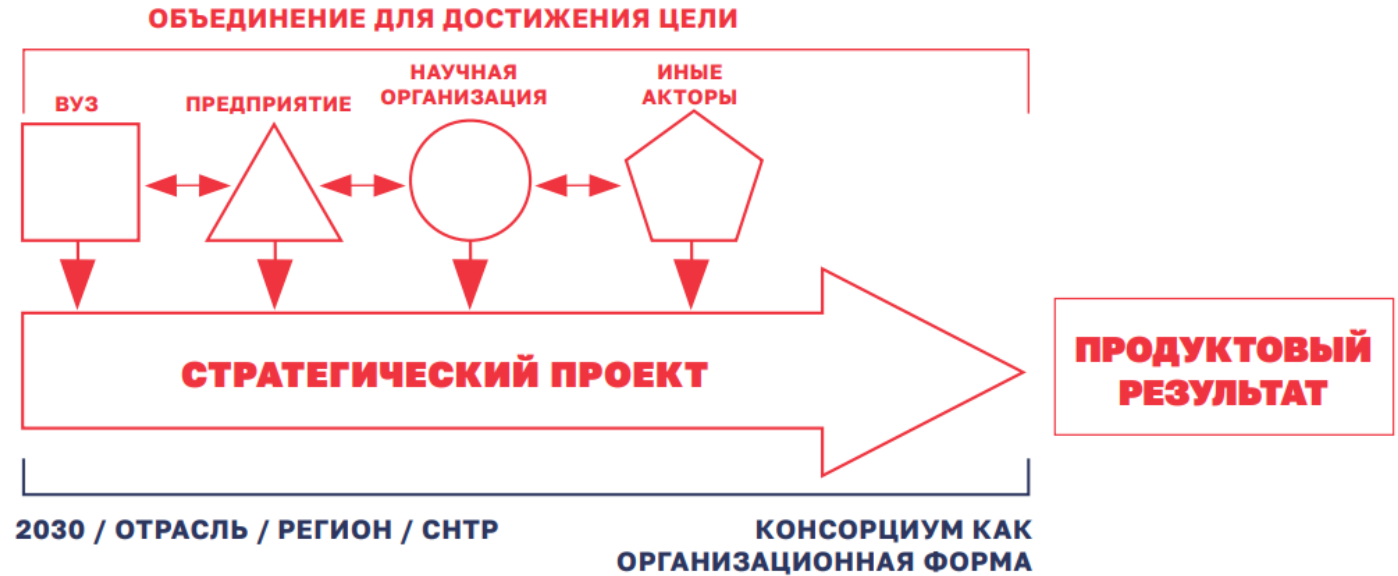 ОБЪЕДИНЕНИЕ ДЛЯ ДОСТИЖЕНИЯ ЦЕЛИ
ВУЗ
ПРЕДПРИЯТИЕ
НАУЧНАЯ
ОРГАНИЗАЦИЯ
ИНЫЕ
АКТОРЫ
СТРАТЕГИЧЕСКИЙ ПРОЕКТ
ПРОДУКТОВЫЙ
РЕЗУЛЬТАТ
2030 / ОТРАСЛЬ / РЕГИОН / СНТР
КОНСОРЦИУМ КАК
ОРГАНИЗАЦИОННАЯ ФОРМА